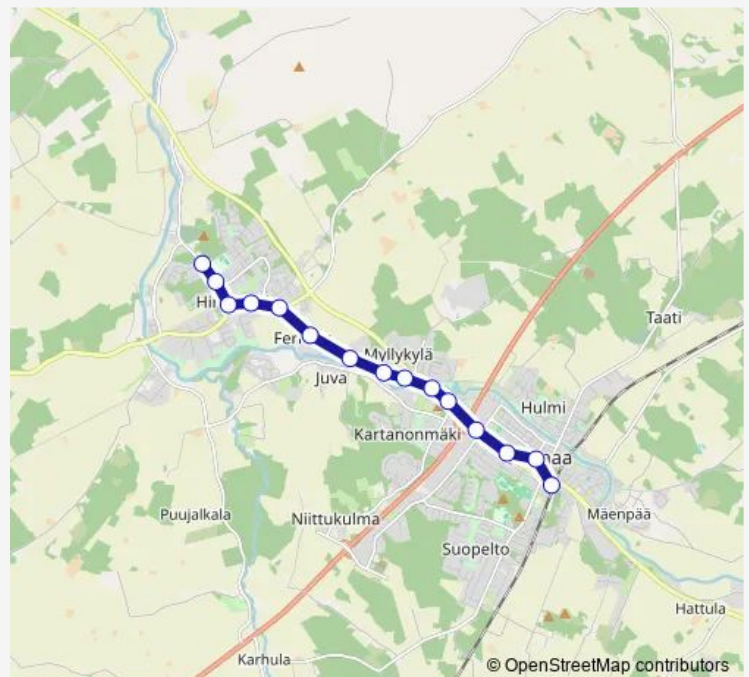 Taati
Myllykylä
Juva
Hulmi
Kartanonmäki
Puujalkala
Niittukulma
Mäenpää
Suopelto
Hattula
Karhula
© OpenStreetMap contributors